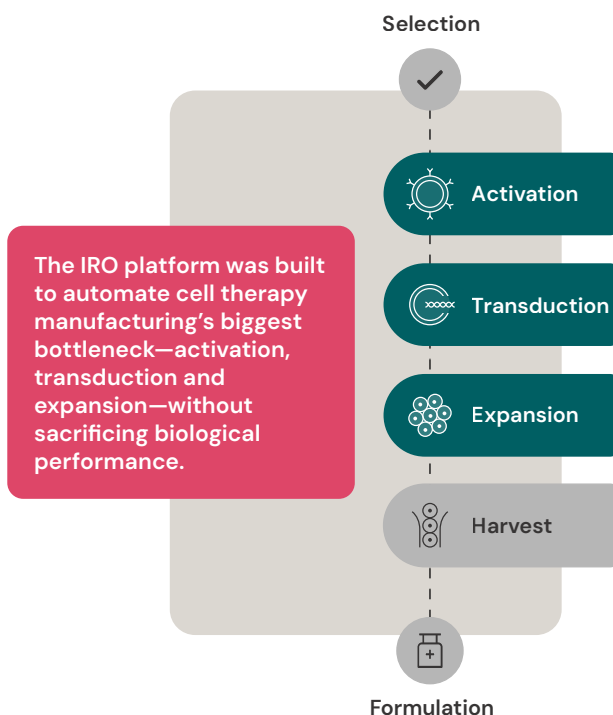 Selection
Activation
The IRO platform was built
to automate cell therapy
manufacturing’s biggest
bottleneck—activation,
transduction and
expansion—without
sacrificing biological
performance.
Transduction
Expansion
Harvest
Formulation